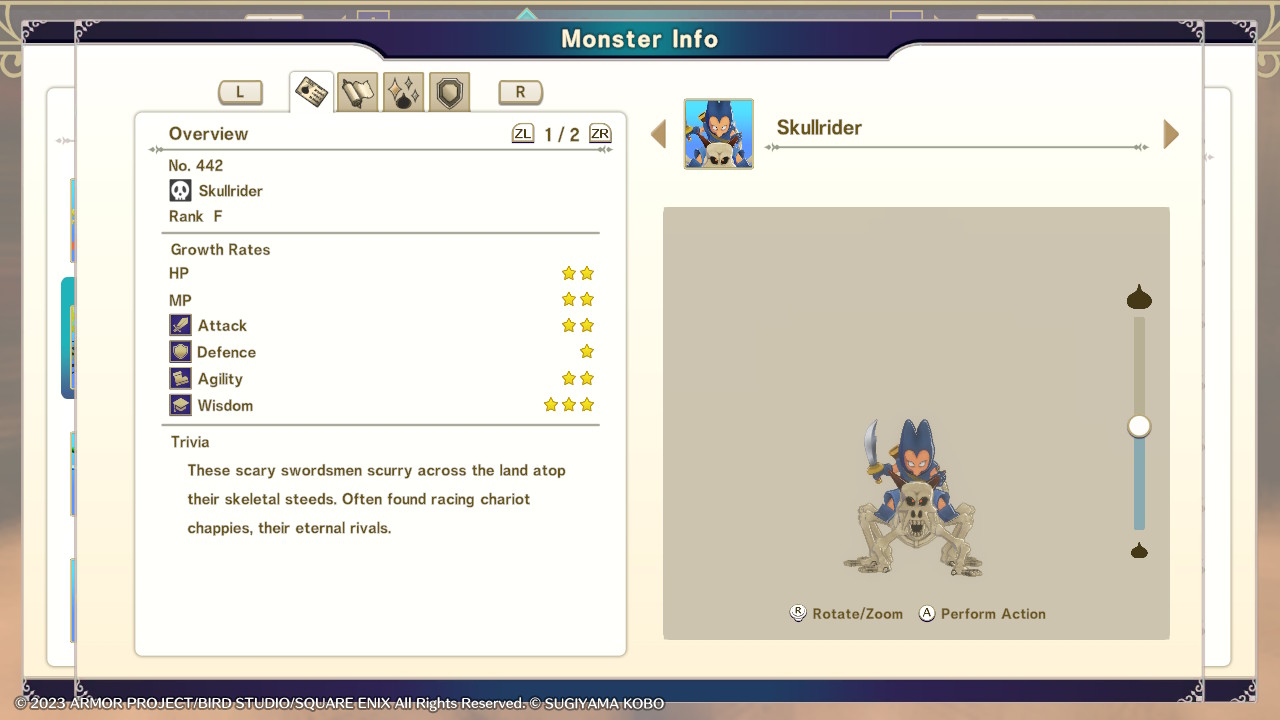 Monster Info
L
R
Overview
ZL 1 / 2 ZR
No. 442
Skullrider
Rank F
Growth Rates
HP
MP
Attack
Defence
Agility
Wisdom
Trivia
These scary swordsmen scurry across the land atop
their skeletal steeds. Often found racing chariot
chappies, their eternal rivals.
Skullrider
R Rotate/Zoom A Perform Action
© 2023 ARMOR PROJECT/BIRD STUDIO/SQUARE ENIX All Rights Reserved. © SUGIYAMA KOBO